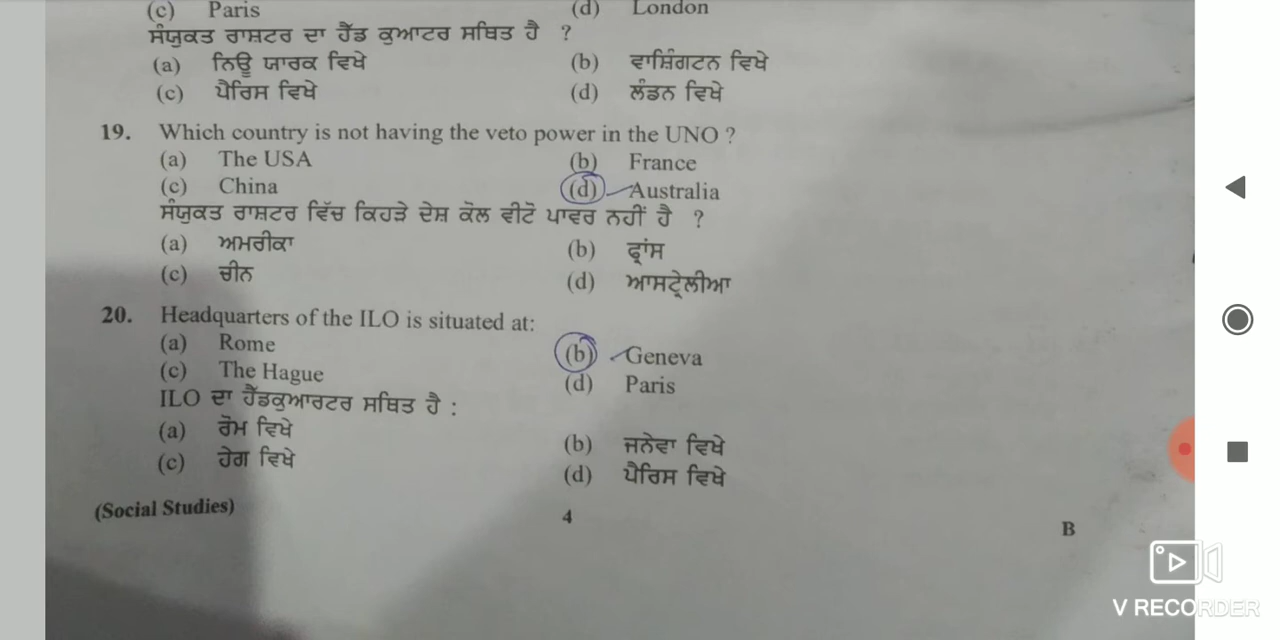 (c) Paris (d) London
ਸੰਯੁਕਤ ਰਾਸ਼ਟਰ ਦਾ ਹੈੱਡ ਕੁਆਟਰ ਸਥਿਤ ਹੈ ?
(a) ਨਿਊ ਯਾਰਕ ਵਿਖੇ (b) ਵਾਸ਼ਿੰਗਟਨ ਵਿਖੇ
(c) ਪੈਰਿਸ ਵਿਖੇ (d) ਲੰਡਨ ਵਿਖੇ
19. Which country is not having the veto power in the UNO ?
(a) The USA (b) France
(c) China (d) Australia
ਸੰਯੁਕਤ ਰਾਸ਼ਟਰ ਵਿੱਚ ਕਿਹੜੇ ਦੇਸ਼ ਕੋਲ ਵੀਟੋ ਪਾਵਰ ਨਹੀਂ ਹੈ ?
(a) ਅਮਰੀਕਾ (b) ਫ੍ਰਾਂਸ
(c) ਚੀਨ (d) ਆਸਟ੍ਰੇਲੀਆ
20. Headquarters of the ILO is situated at:
(a) Rome (b) Geneva
(c) The Hague (d) Paris
ILO ਦਾ ਹੈੱਡਕੁਆਰਟਰ ਸਥਿਤ ਹੈ :
(a) ਰੋਮ ਵਿਖੇ (b) ਜਨੇਵਾ ਵਿਖੇ
(c) ਹੇਗ ਵਿਖੇ (d) ਪੈਰਿਸ ਵਿਖੇ
(Social Studies) 4 B
V RECORDER